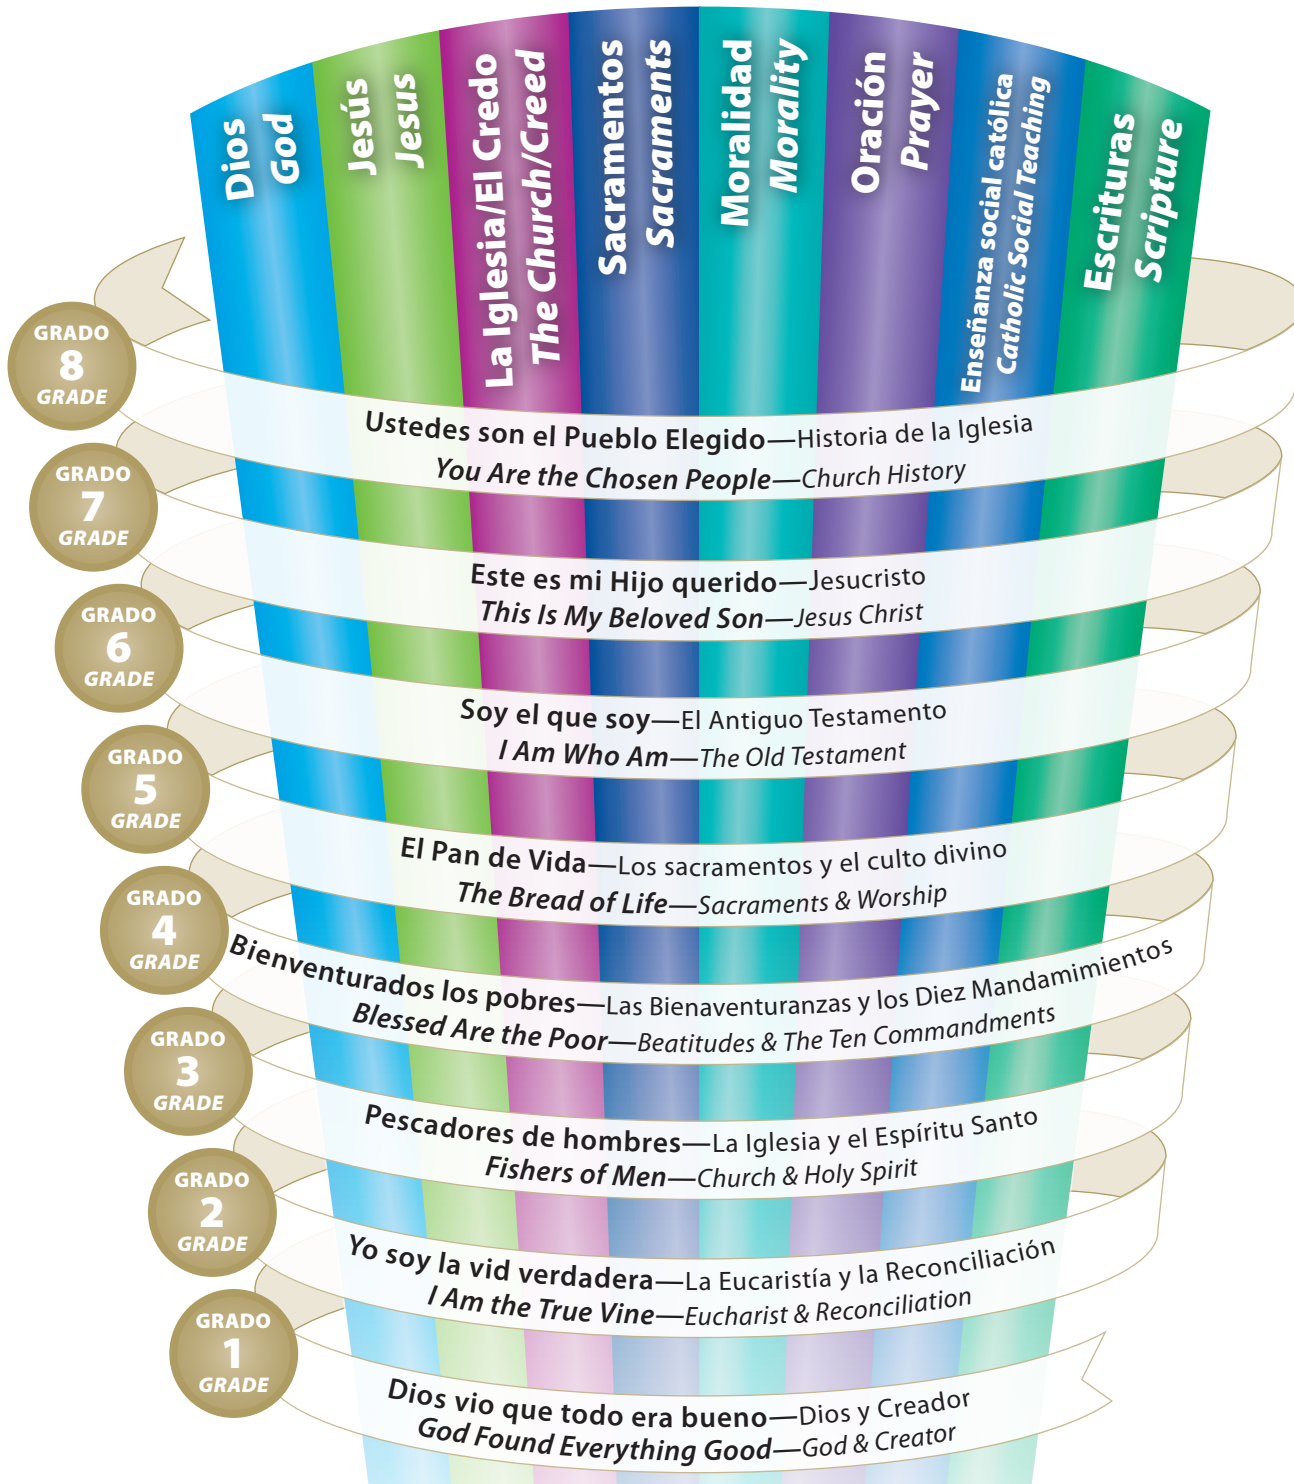 Dios
God
Jesús
Jesus
La Iglesia/El Credo
The Church/Creed
Sacramentos
Sacraments
Moralidad
Morality
Oración
Prayer
Enseñanza social católica
Catholic Social Teaching
Escrituras
Scripture
GRADO
8
GRADE
Ustedes son el Pueblo Elegido—Historia de la Iglesia
You Are the Chosen People—Church History
GRADO
7
GRADE
Este es mi Hijo querido—Jesucristo
This Is My Beloved Son—Jesus Christ
GRADO
6
GRADE
Soy el que soy—El Antiguo Testamento
I Am Who Am—The Old Testament
GRADO
5
GRADE
El Pan de Vida—Los sacramentos y el culto divino
The Bread of Life—Sacraments & Worship
GRADO
4
GRADE
Bienventurados los pobres—Las Bienaventuranzas y los Diez Mandamimientos
Blessed Are the Poor—Beatitudes & The Ten Commandments
GRADO
3
GRADE
Pescadores de hombres—La Iglesia y el Espíritu Santo
Fishers of Men—Church & Holy Spirit
GRADO
2
GRADE
Yo soy la vid verdadera—La Eucaristía y la Reconciliación
I Am the True Vine—Eucharist & Reconciliation
GRADO
1
GRADE
Dios vio que todo era bueno—Dios y Creador
God Found Everything Good—God & Creator